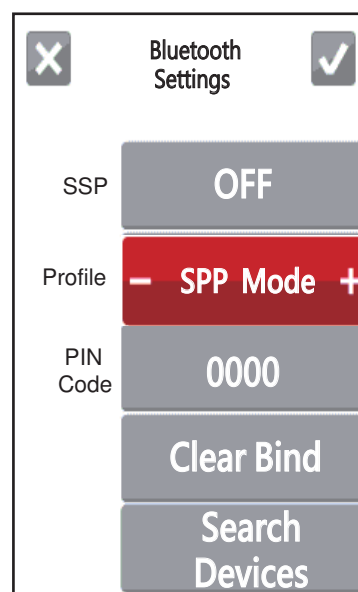 Bluetooth
Settings
SSP
OFF
Profile
- SPP Mode +
PIN
Code
0000
Clear Bind
Search
Devices